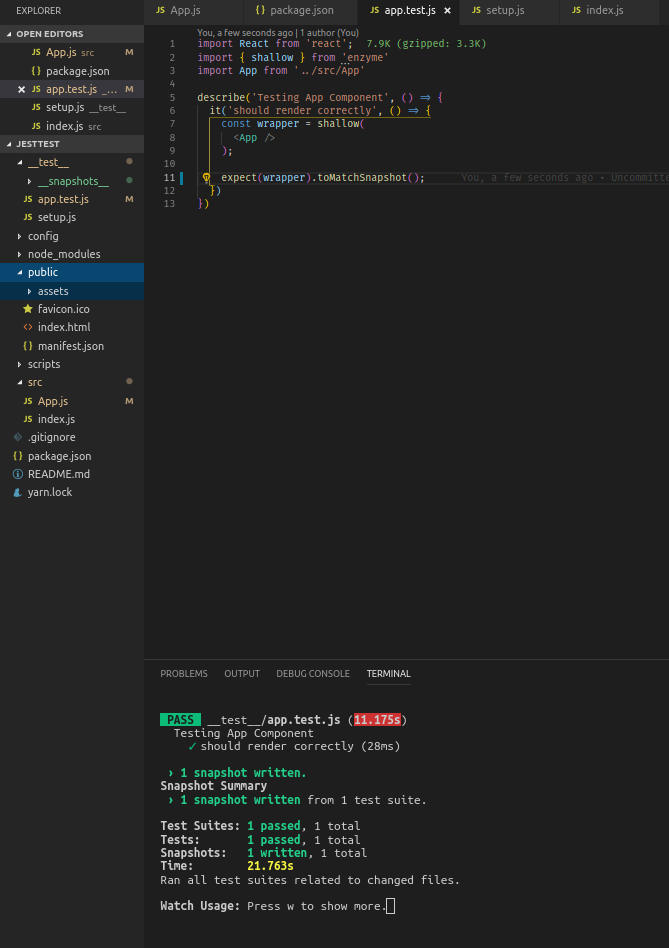 EXPLORER
OPEN EDITORS
JS App.js src M
{} package.json
× JS app.test.js _... M
JS setup.js __test__
JS index.js src
JESTTEST
__test__
__snapshots__
JS app.test.js M
JS setup.js
config
node_modules
public
assets
favicon.ico
<> index.html
{} manifest.json
scripts
src
JS App.js M
JS index.js
.gitignore
{} package.json
README.md
yarn.lock
JS App.js {} package.json JS app.test.js × JS setup.js JS index.js
You, a few seconds ago | 1 author (You)
1 import React from 'react'; 7.9K (gzipped: 3.3K)
2 import { shallow } from 'enzyme'
3 import App from '../src/App'
4
5 describe('Testing App Component', () => {
6 it('should render correctly', () => {
7 const wrapper = shallow(
8 <App />
9 );
10
11 expect(wrapper).toMatchSnapshot(); You, a few seconds ago • Uncommitte
12 })
13 })
PROBLEMS OUTPUT DEBUG CONSOLE TERMINAL
PASS __test__/app.test.js (11.175s)
Testing App Component
✓ should render correctly (28ms)
› 1 snapshot written.
Snapshot Summary
› 1 snapshot written from 1 test suite.
Test Suites: 1 passed, 1 total
Tests: 1 passed, 1 total
Snapshots: 1 written, 1 total
Time: 21.763s
Ran all test suites related to changed files.
Watch Usage: Press w to show more.